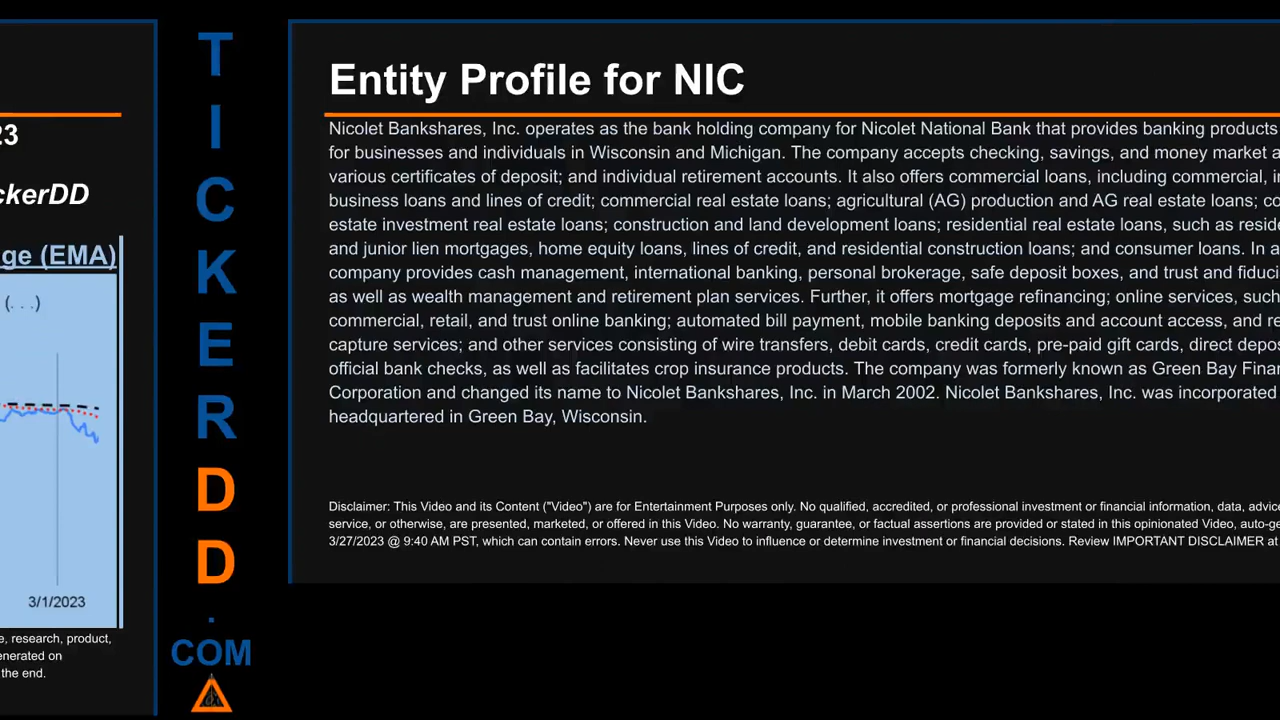 23
ckerDD
ge (EMA)
(. . .)
3/1/2023
e, research, product,
enerated on
the end.
T
I
C
K
E
R
D
D
.
COM
Entity Profile for NIC
Nicolet Bankshares, Inc. operates as the bank holding company for Nicolet National Bank that provides banking products
for businesses and individuals in Wisconsin and Michigan. The company accepts checking, savings, and money market a
various certificates of deposit; and individual retirement accounts. It also offers commercial loans, including commercial, in
business loans and lines of credit; commercial real estate loans; agricultural (AG) production and AG real estate loans; co
estate investment real estate loans; construction and land development loans; residential real estate loans, such as reside
and junior lien mortgages, home equity loans, lines of credit, and residential construction loans; and consumer loans. In a
company provides cash management, international banking, personal brokerage, safe deposit boxes, and trust and fiduci
as well as wealth management and retirement plan services. Further, it offers mortgage refinancing; online services, such
commercial, retail, and trust online banking; automated bill payment, mobile banking deposits and account access, and re
capture services; and other services consisting of wire transfers, debit cards, credit cards, pre-paid gift cards, direct depos
official bank checks, as well as facilitates crop insurance products. The company was formerly known as Green Bay Finan
Corporation and changed its name to Nicolet Bankshares, Inc. in March 2002. Nicolet Bankshares, Inc. was incorporated
headquartered in Green Bay, Wisconsin.
Disclaimer: This Video and its Content ("Video") are for Entertainment Purposes only. No qualified, accredited, or professional investment or financial information, data, advice
service, or otherwise, are presented, marketed, or offered in this Video. No warranty, guarantee, or factual assertions are provided or stated in this opinionated Video, auto-ge
3/27/2023 @ 9:40 AM PST, which can contain errors. Never use this Video to influence or determine investment or financial decisions. Review IMPORTANT DISCLAIMER at